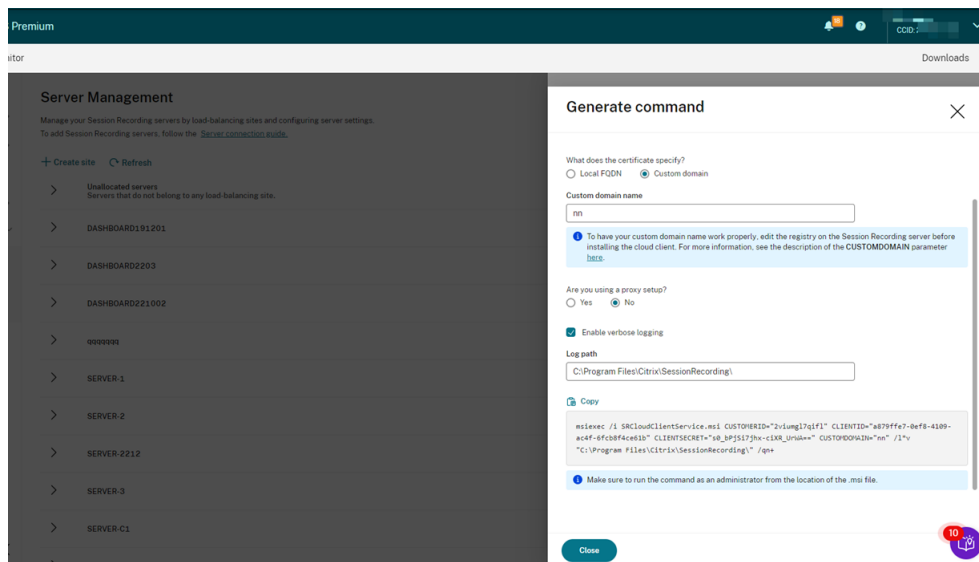 Premium
18
?
CCID:
Downloads
Server Management
Manage your Session Recording servers by load-balancing sites and configuring server settings.
To add Session Recording servers, follow the Server connection guide.
+ Create site Refresh
Unallocated servers
Servers that do not belong to any load-balancing site.
DASHBOARD191201
DASHBOARD2203
DASHBOARD221002
qqqqqqq
SERVER-1
SERVER-2
SERVER-2212
SERVER-3
SERVER-C1
Generate command
What does the certificate specify?
Local FQDN Custom domain
Custom domain name
nn
To have your custom domain name work properly, edit the registry on the Session Recording server before
installing the cloud client. For more information, see the description of the CUSTOMDOMAIN parameter
here.
Are you using a proxy setup?
Yes No
Enable verbose logging
Log path
C:\Program Files\Citrix\SessionRecording\
Copy
msiexec /i SRCloudClientService.msi CUSTOMERID="2viumgl7qifl" CLIENTID="a879ffe7-0ef8-4109-
ac4f-6fcb8f4ce61b" CLIENTSECRET="s0_bPjSi7jhx-ciXR_UrWA==" CUSTOMDOMAIN="nn" /l*v
"C:\Program Files\Citrix\SessionRecording\" /qn+
Make sure to run the command as an administrator from the location of the .msi file.
10
Close